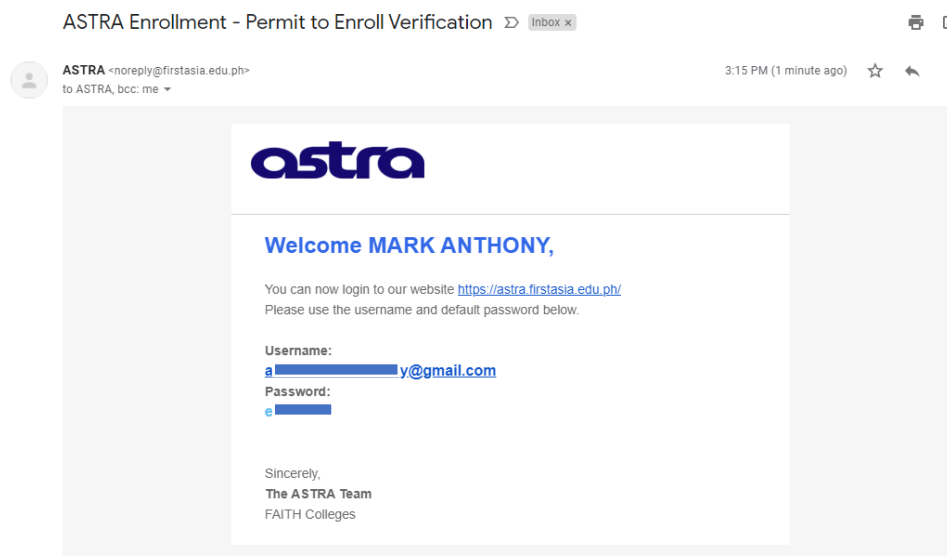 ASTRA Enrollment - Permit to Enroll Verification Inbox x
ASTRA <noreply@firstasia.edu.ph> 3:15 PM (1 minute ago)
to ASTRA, bcc: me
astra
Welcome MARK ANTHONY,
You can now login to our website https://astra.firstasia.edu.ph/
Please use the username and default password below.
Username:
a y@gmail.com
Password:
e
Sincerely,
The ASTRA Team
FAITH Colleges